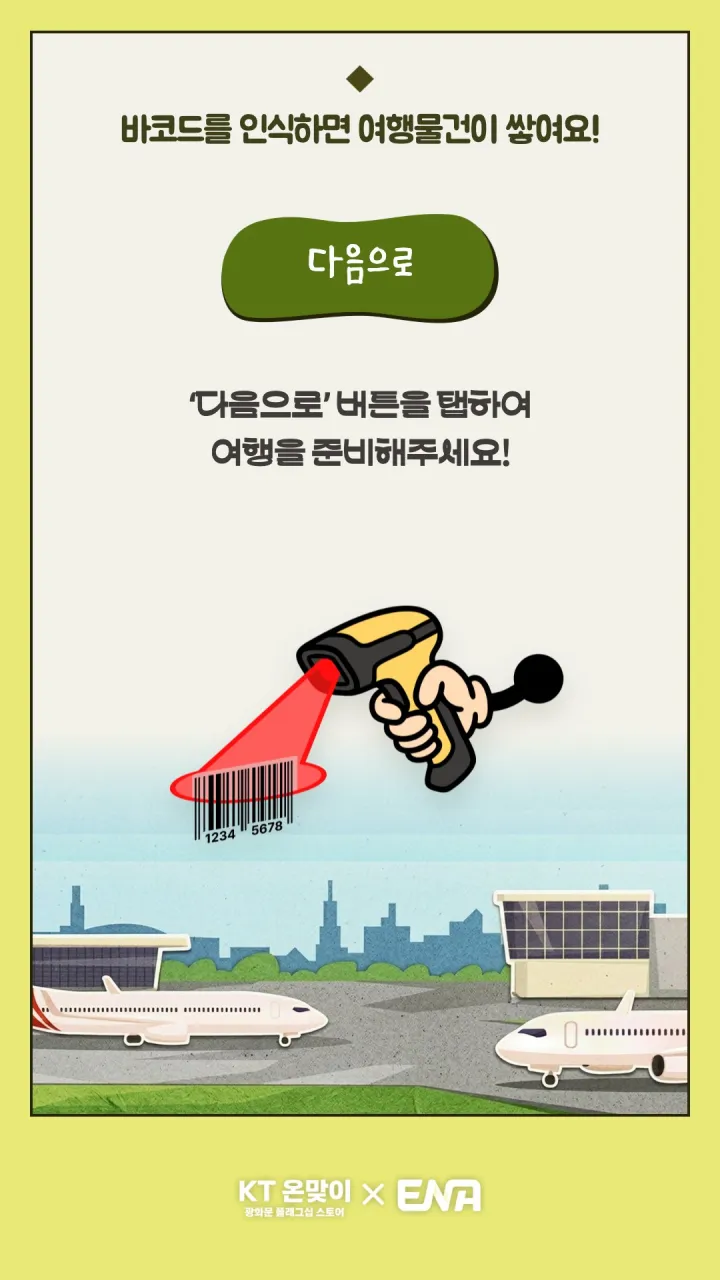 바코드를 인식하면 여행물건이 쌓여요!
다음으로
‘다음으로’ 버튼을 탭하여
여행을 준비해주세요!
1234 5678
KT 온맞이 × ENA
광화문 플래그십 스토어